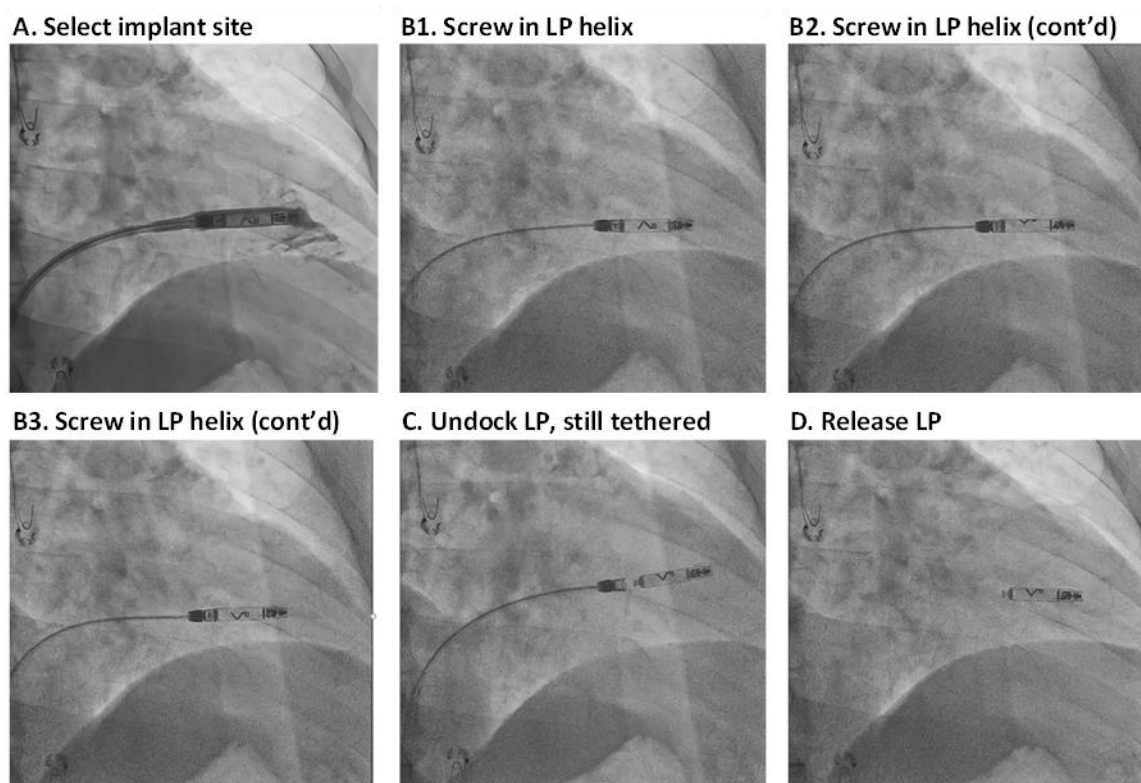 A. Select implant site
B1. Screw in LP helix
B2. Screw in LP helix (cont'd)
B3. Screw in LP helix (cont'd)
C. Undock LP, still tethered
D. Release LP